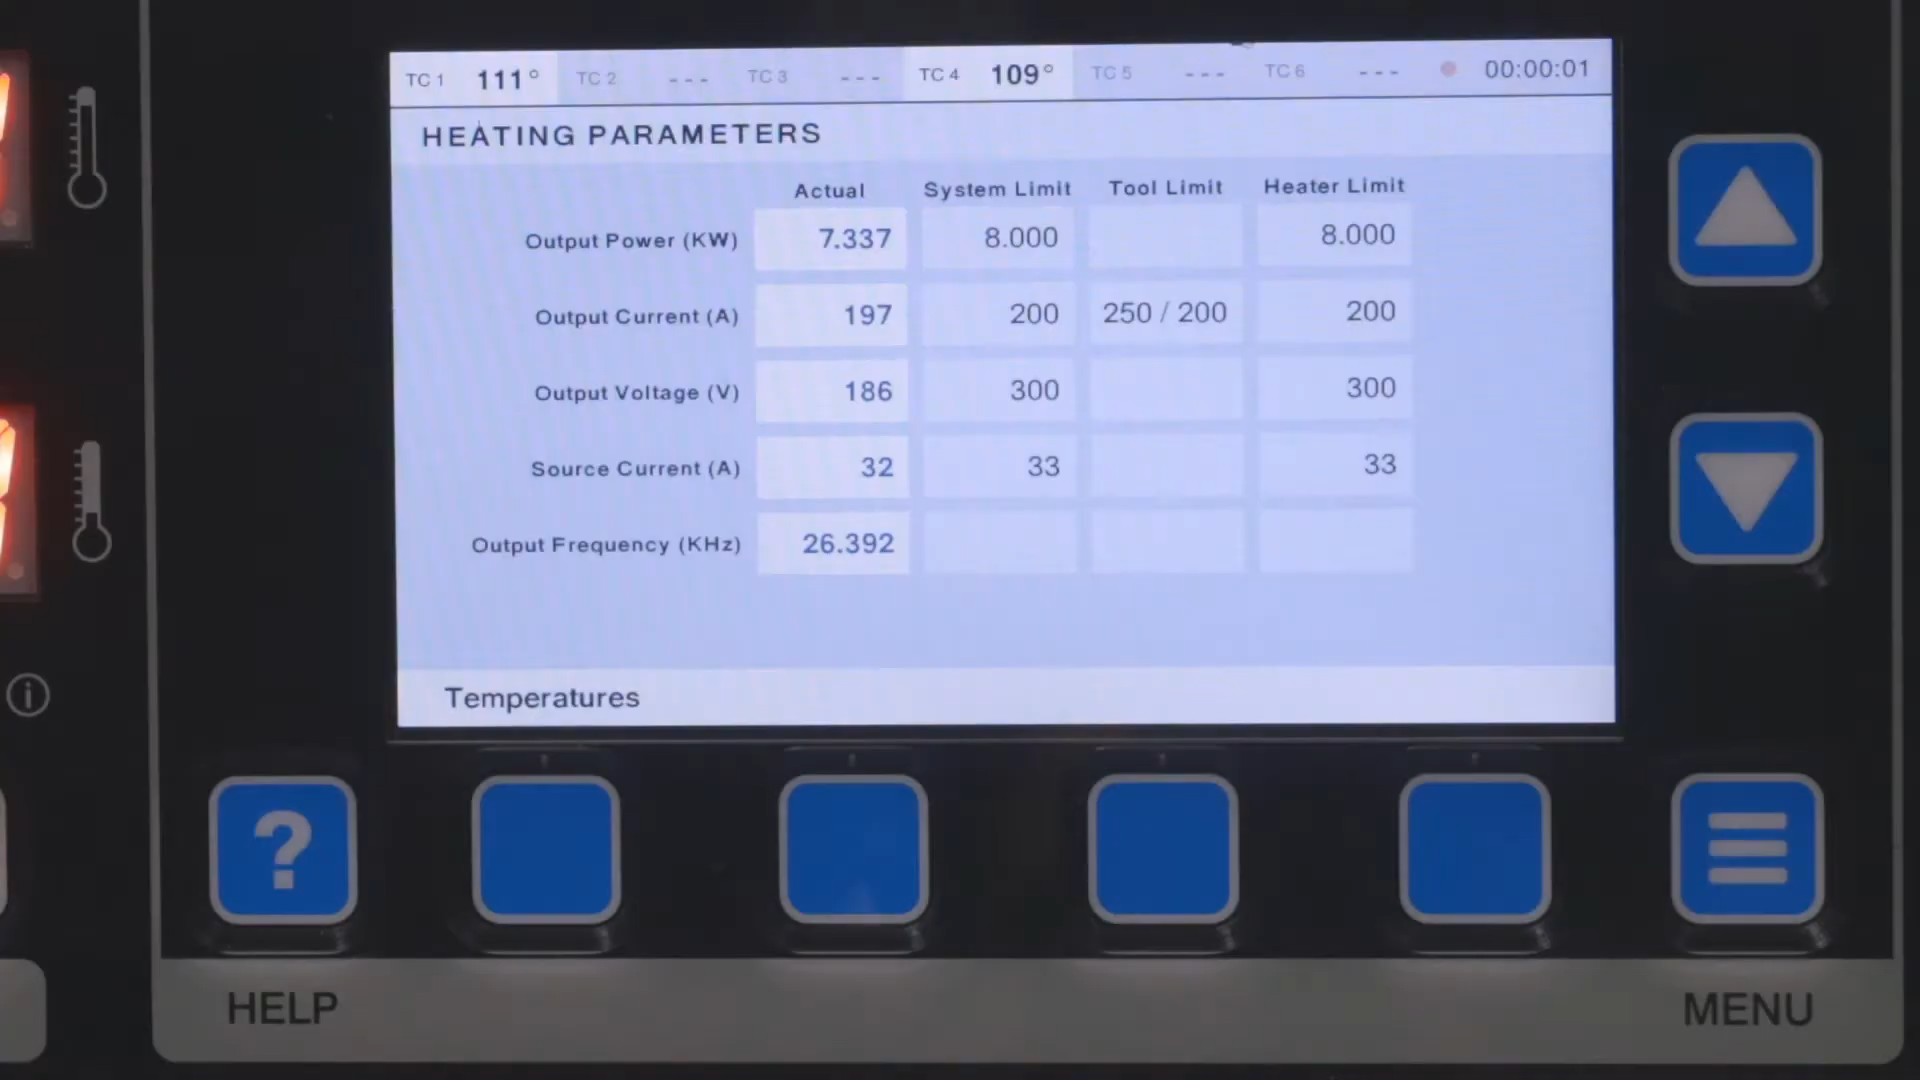 TC 1 111° TC 2 --- TC 3 --- TC 4 109° TC 5 --- TC 6 --- 00:00:01
HEATING PARAMETERS
Actual System Limit Tool Limit Heater Limit
Output Power (KW) 7.337 8.000 8.000
Output Current (A) 197 200 250 / 200 200
Output Voltage (V) 186 300 300
Source Current (A) 32 33 33
Output Frequency (KHz) 26.392
Temperatures
?
HELP MENU